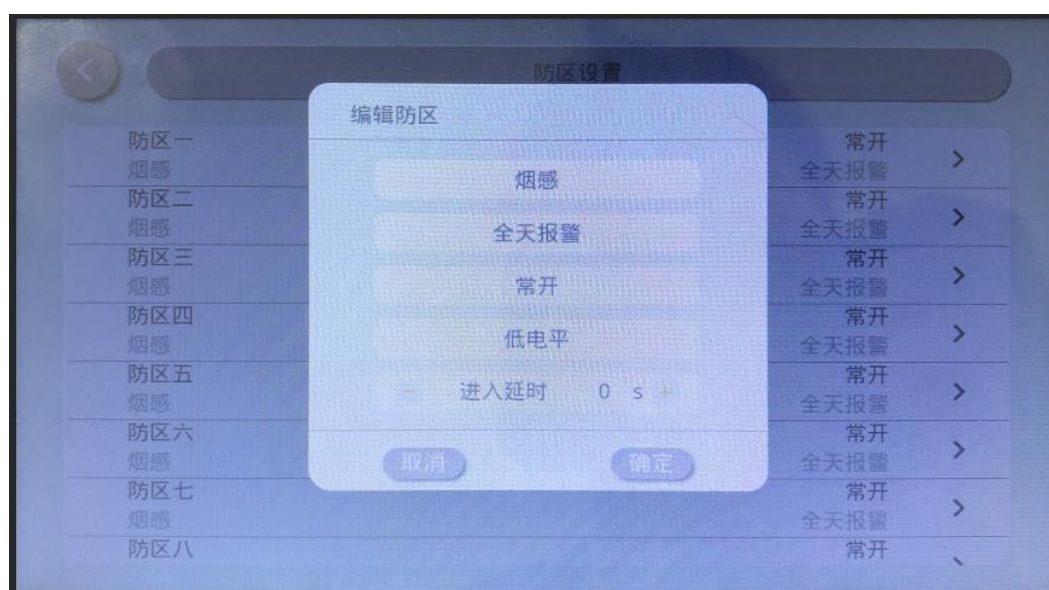 防区设置
编辑防区
烟感
全天报警
常开
低电平
- 进入延时 0 s +
取消 确定
防区一 常开
烟感 全天报警
防区二 常开
烟感 全天报警
防区三 常开
烟感 全天报警
防区四 常开
烟感 全天报警
防区五 常开
烟感 全天报警
防区六 常开
烟感 全天报警
防区七 常开
烟感 全天报警
防区八 常开